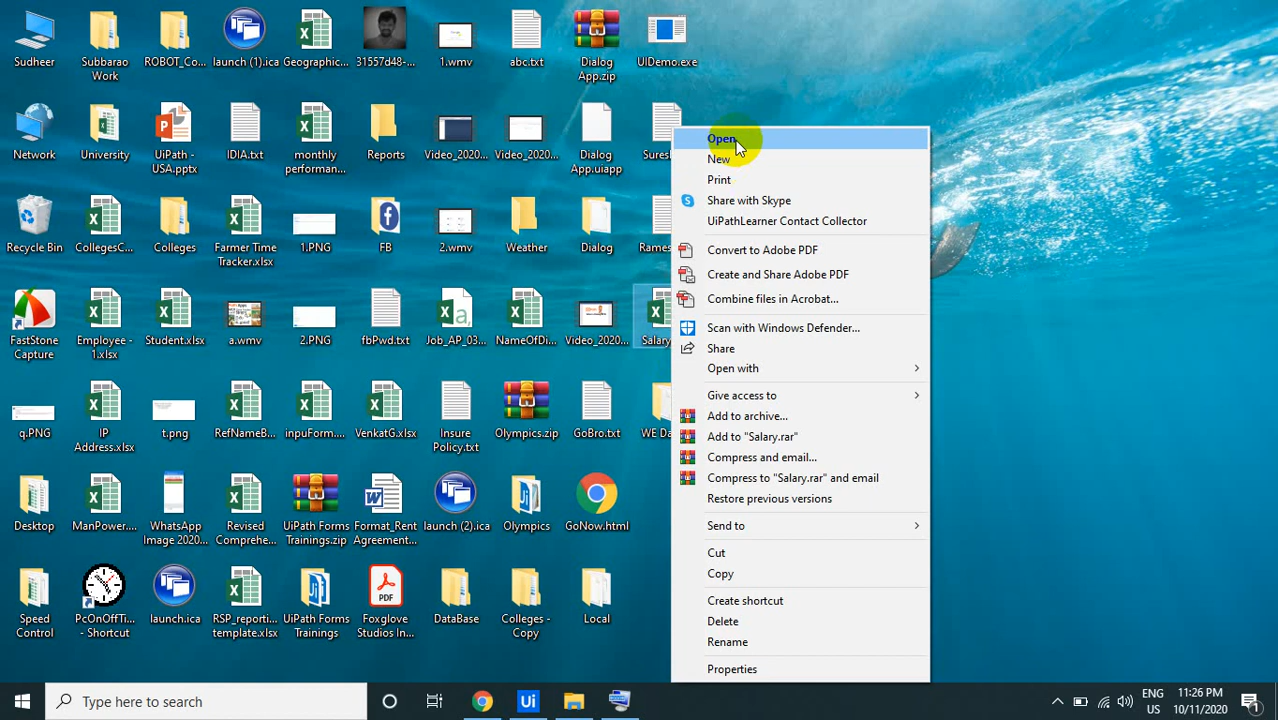 Sudheer
Subbarao
Work
ROBOT_Co...
launch (1).ica
Geographic...
31557d48-...
1.wmv
abc.txt
Dialog
App.zip
UIDemo.exe
Network
University
UiPath -
USA.pptx
IDIA.txt
monthly
performan...
Reports
Video_2020...
Video_2020...
Dialog
App.uiapp
Suresh
Recycle Bin
CollegesC...
Colleges
Farmer Time
Tracker.xlsx
1.PNG
FB
2.wmv
Weather
Dialog
Rames
FastStone
Capture
Employee -
1.xlsx
Student.xlsx
a.wmv
2.PNG
fbPwd.txt
Job_AP_03...
NameOfDi...
Video_2020...
Salary
q.PNG
IP
Address.xlsx
t.png
RefNameB...
inpuForm....
VenkatG.xlsx
Insure
Policy.txt
Olympics.zip
GoBro.txt
WE Da
Desktop
ManPower....
WhatsApp
Image 2020...
Revised
Comprehe...
UiPath Forms
Trainings.zip
Format_Rent
Agreement...
launch (2).ica
Olympics
GoNow.html
Speed
Control
PcOnOffTi...
- Shortcut
launch.ica
RSP_reporti...
template.xlsx
UiPath Forms
Trainings
Foxglove
Studios In...
DataBase
Colleges -
Copy
Local
Open
New
Print
Share with Skype
UiPathLearner Contact Collector
Convert to Adobe PDF
Create and Share Adobe PDF
Combine files in Acrobat...
Scan with Windows Defender...
Share
Open with
Give access to
Add to archive...
Add to "Salary.rar"
Compress and email...
Compress to "Salary.rar" and email
Restore previous versions
Send to
Cut
Copy
Create shortcut
Delete
Rename
Properties
Type here to search
Ui
ENG
US
11:26 PM
10/11/2020
1